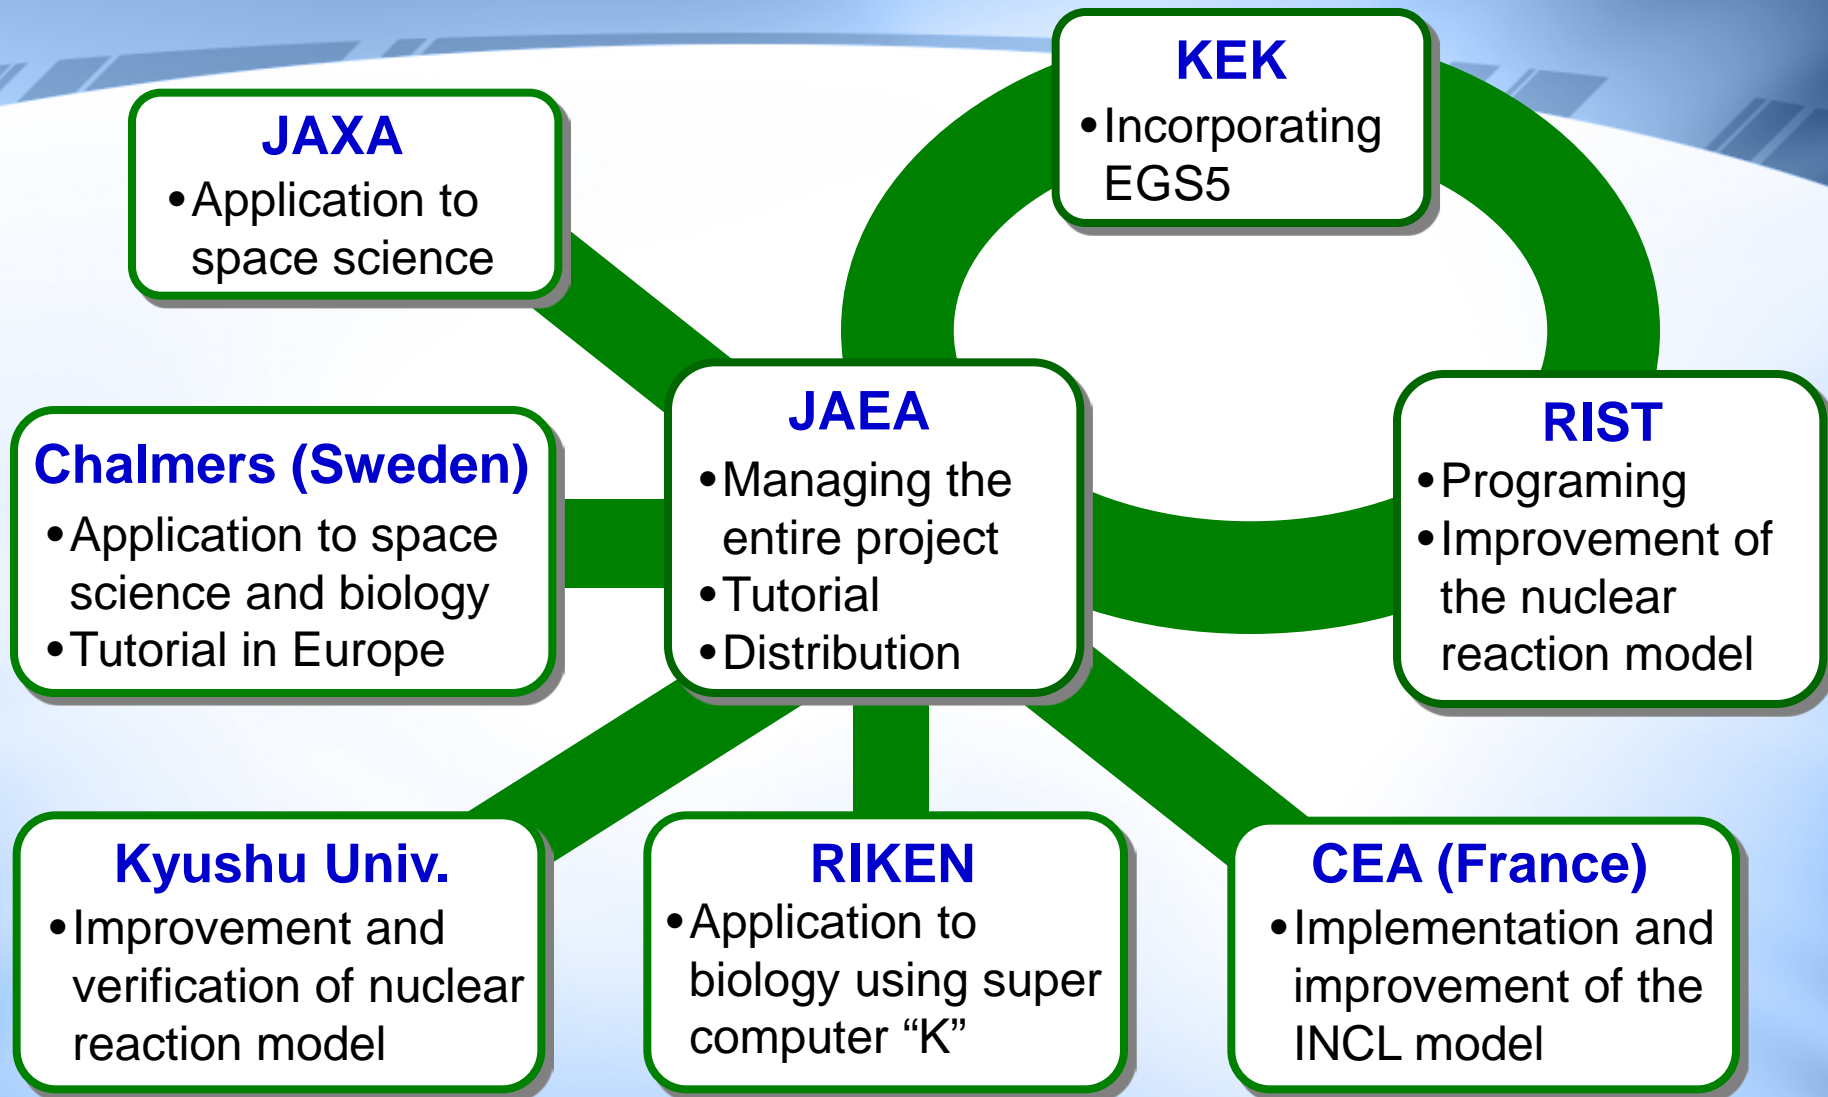 KEK
•Incorporating
EGS5
JAXA
•Application to
space science
JAEA
•Managing the
entire project
•Tutorial
•Distribution
RIST
•Programing
•Improvement of
the nuclear
reaction model
Chalmers (Sweden)
•Application to space
science and biology
•Tutorial in Europe
Kyushu Univ.
•Improvement and
verification of nuclear
reaction model
RIKEN
•Application to
biology using super
computer “K”
CEA (France)
•Implementation and
improvement of the
INCL model